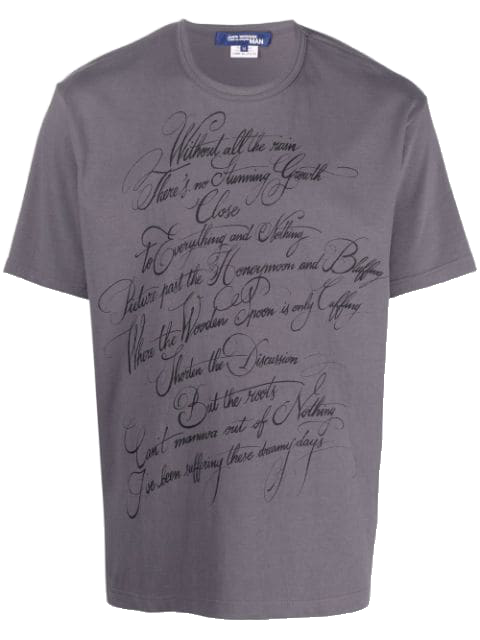 MAN
M
Without all the rain
There's no Stunning Growth
Close
to Everything and Nothing
Picture past the Honeymoon and Bluffing
Where the Wooden Spoon is only Cuffing
Shorten the Discussion
But the roots
Can't manuva out of Nothing
I've been suffering these dreamy days